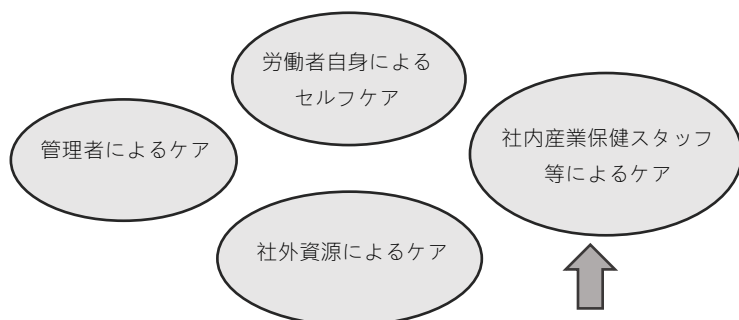 労働者自身による
セルフケア
管理者によるケア
社内産業保健スタッフ
等によるケア
社外資源によるケア